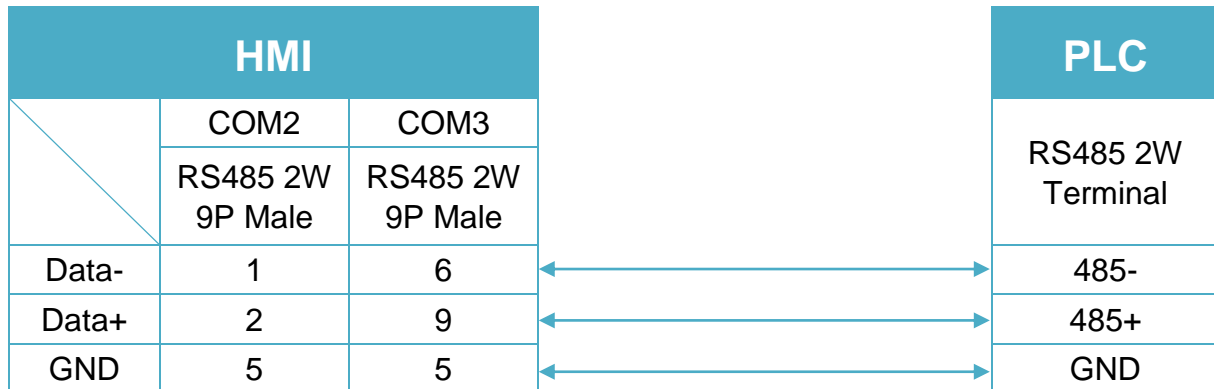 HMI PLC
COM2 COM3
RS485 2W RS485 2W RS485 2W
9P Male 9P Male Terminal
Data- 1 6 485-
Data+ 2 9 485+
GND 5 5 GND